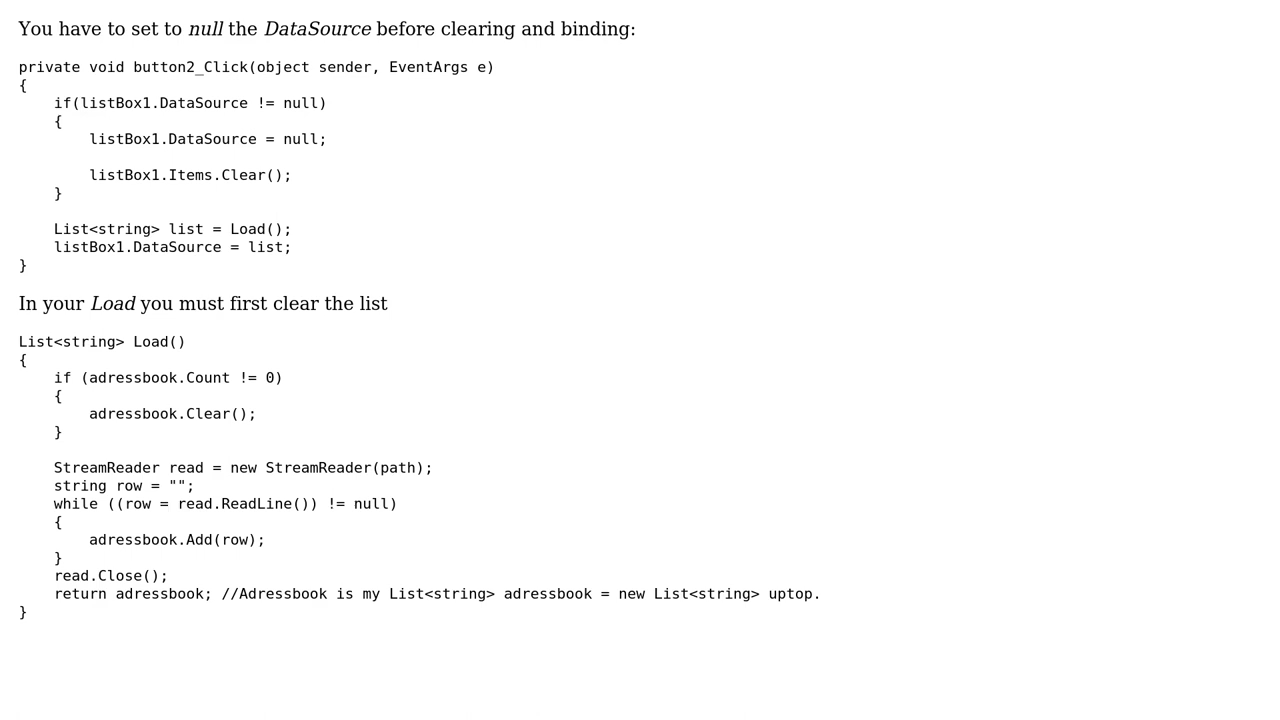 You have to set to null the DataSource before clearing and binding:
private void button2_Click(object sender, EventArgs e)
{
    if(listBox1.DataSource != null)
    {
        listBox1.DataSource = null;
        listBox1.Items.Clear();
    }
    List<string> list = Load();
    listBox1.DataSource = list;
}
In your Load you must first clear the list
List<string> Load()
{
    if (adressbook.Count != 0)
    {
        adressbook.Clear();
    }
    StreamReader read = new StreamReader(path);
    string row = "";
    while ((row = read.ReadLine()) != null)
    {
        adressbook.Add(row);
    }
    read.Close();
    return adressbook; //Adressbook is my List<string> adressbook = new List<string> uptop.
}